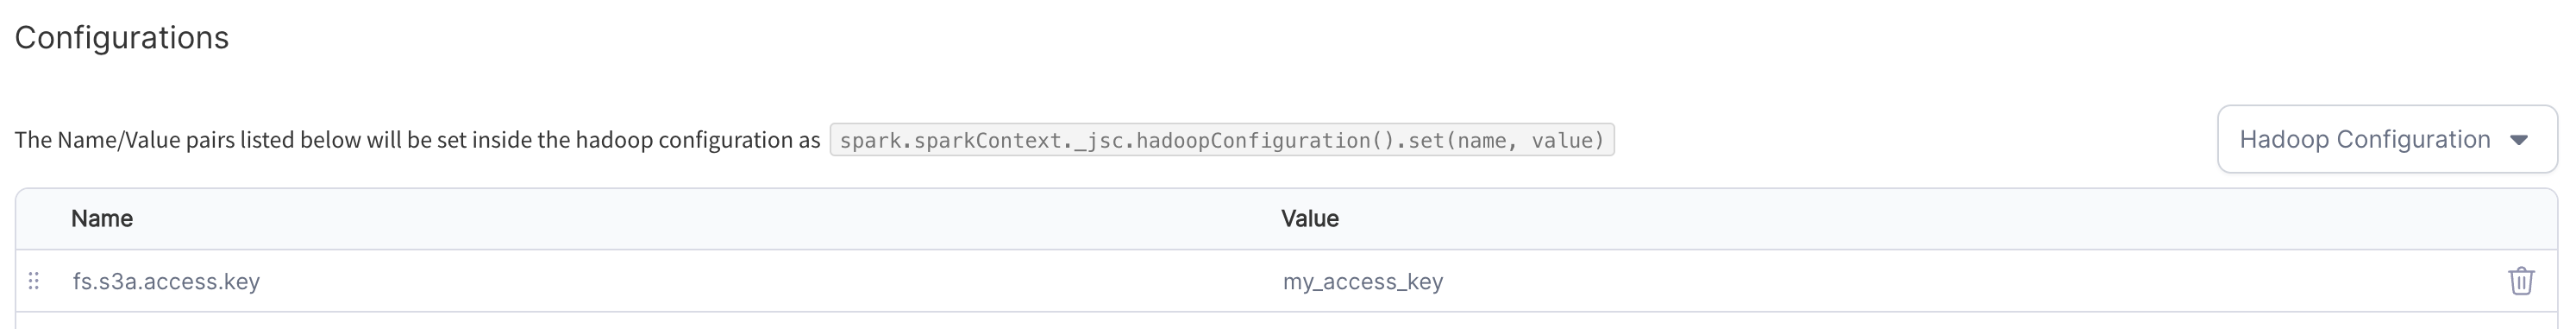 Configurations
The Name/Value pairs listed below will be set inside the hadoop configuration as spark.sparkContext._jsc.hadoopConfiguration().set(name, value)
Hadoop Configuration
Name Value
fs.s3a.access.key my_access_key